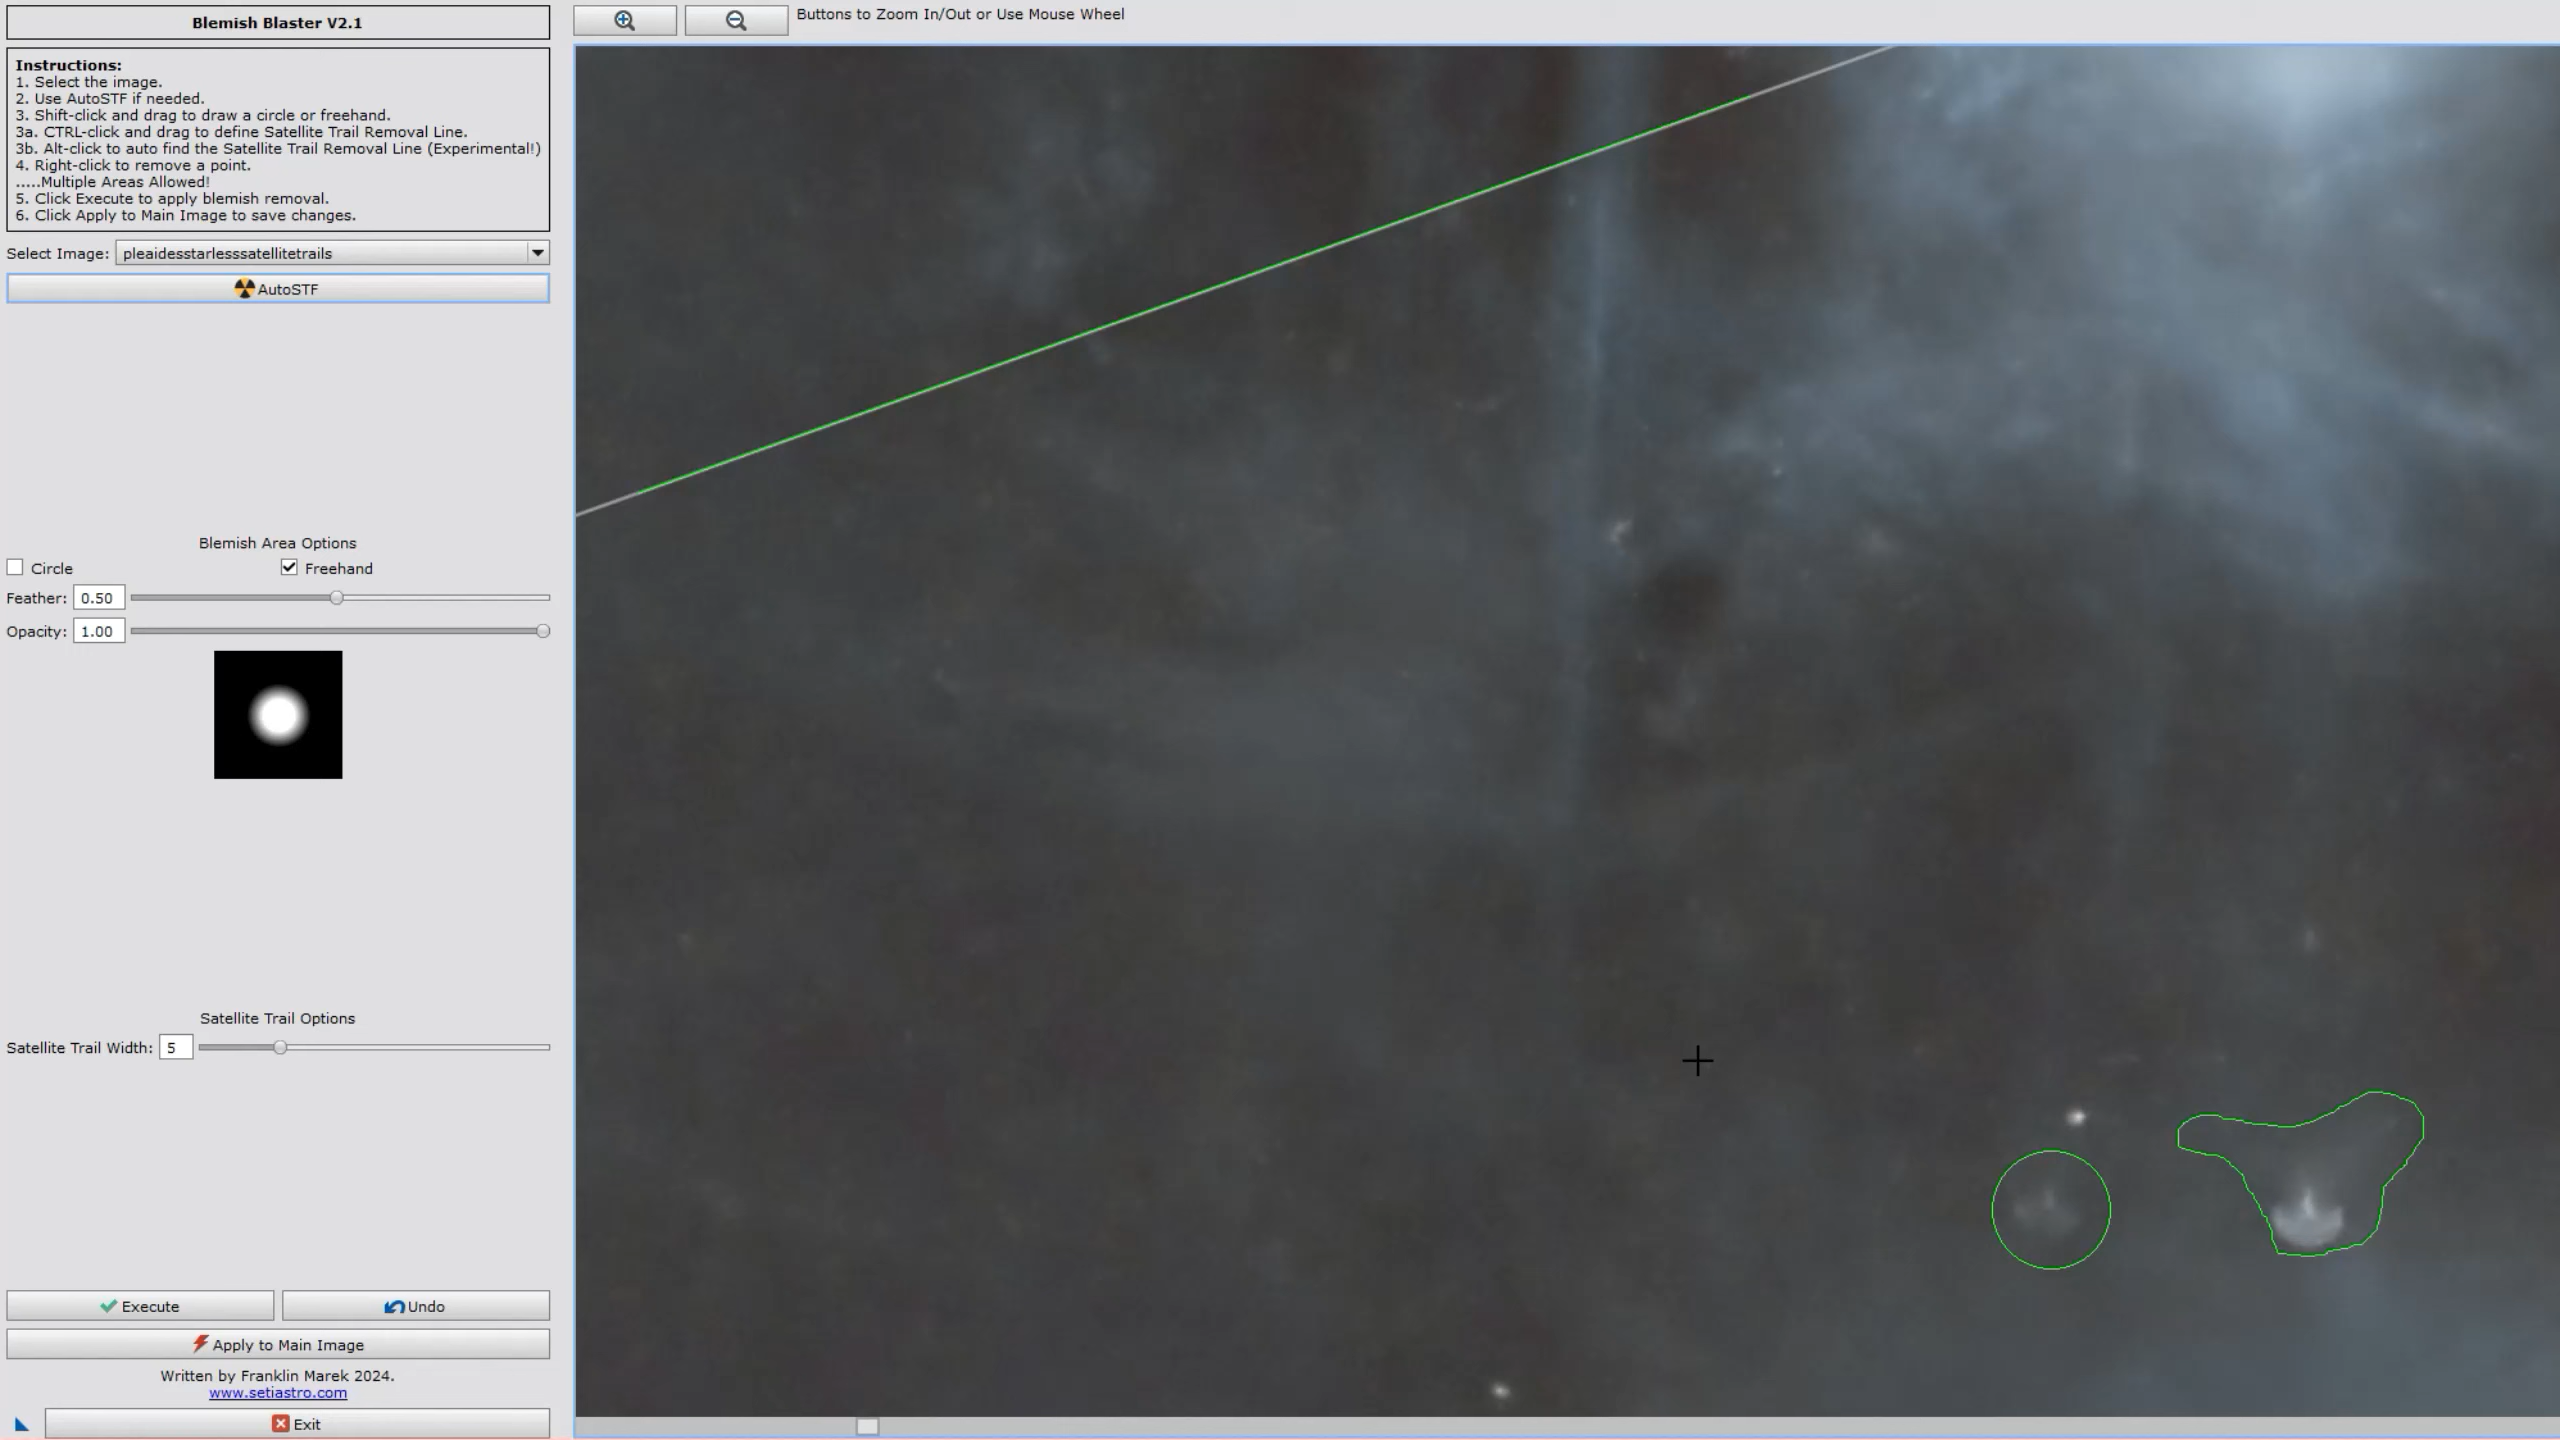 Blemish Blaster V2.1
Buttons to Zoom In/Out or Use Mouse Wheel
Instructions:
1. Select the image.
2. Use AutoSTF if needed.
3. Shift-click and drag to draw a circle or freehand.
3a. CTRL-click and drag to define Satellite Trail Removal Line.
3b. Alt-click to auto find the Satellite Trail Removal Line (Experimental!)
4. Right-click to remove a point.
.....Multiple Areas Allowed!
5. Click Execute to apply blemish removal.
6. Click Apply to Main Image to save changes.
Select Image: pleaidesstarlesssatellitetrails
AutoSTF
Blemish Area Options
Circle Freehand
Feather: 0.50
Opacity: 1.00
Satellite Trail Options
Satellite Trail Width: 5
Execute Undo
Apply to Main Image
Written by Franklin Marek 2024.
www.setiastro.com
Exit